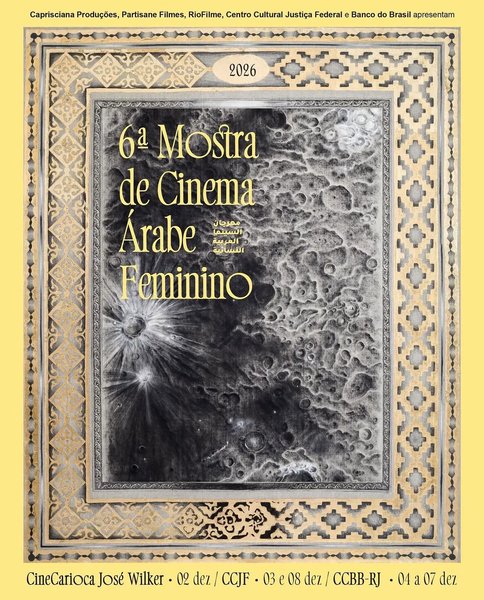 Caprisciana Produções, Partisane Filmes, RioFilme, Centro Cultural Justiça Federal e Banco do Brasil apresentam
2026
6ª Mostra
de Cinema
Árabe
Feminino
مهرجان
السينما
العربية
النسائية
CineCarioca José Wilker • 02 dez / CCJF • 03 e 08 dez / CCBB-RJ • 04 a 07 dez